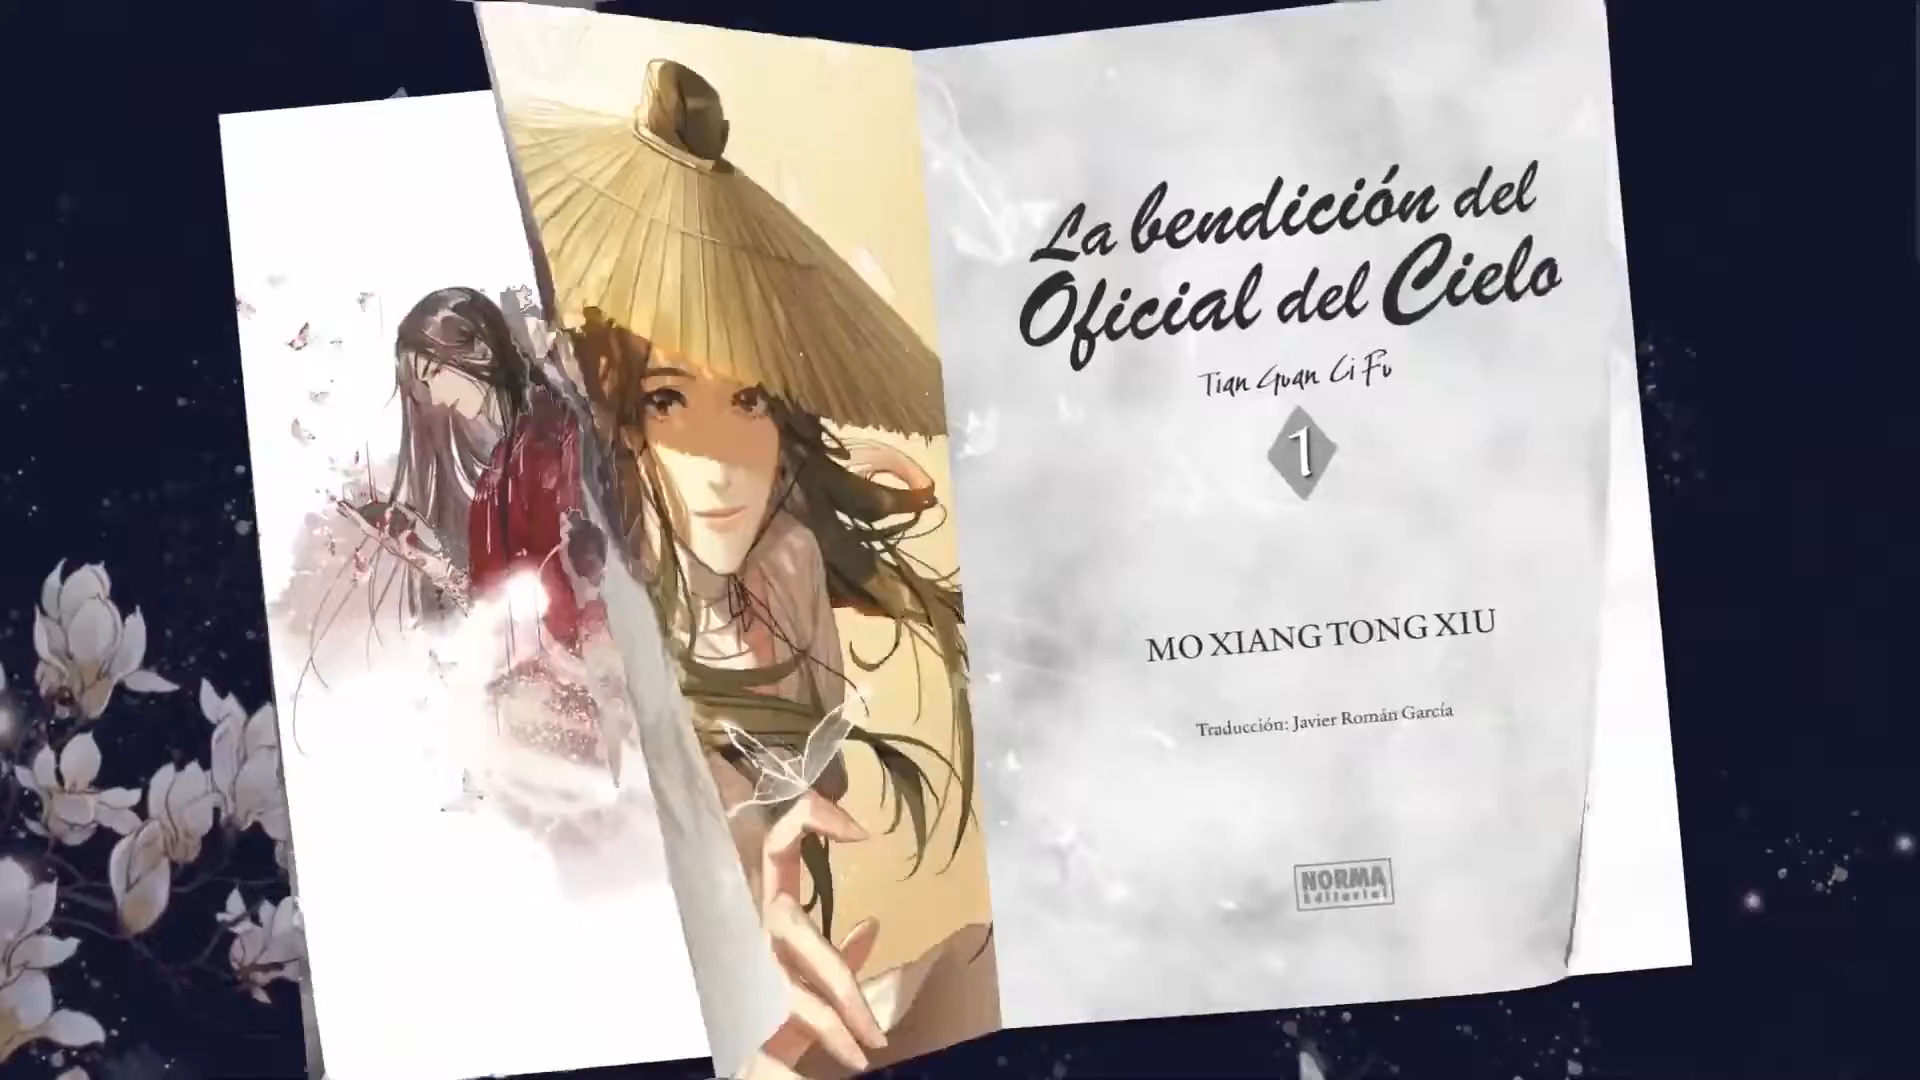 La bendición del
Oficial del Cielo
Tian Guan Ci Fu
1
MO XIANG TONG XIU
Traducción: Javier Román García
NORMA
Editorial